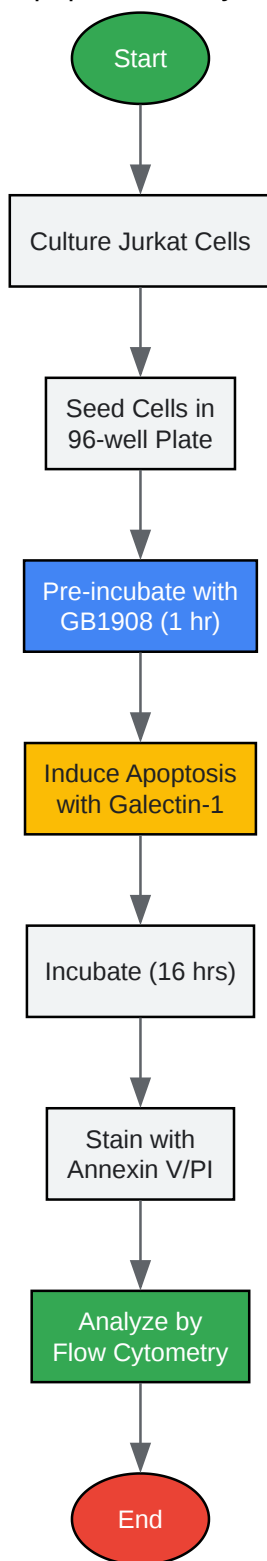 Start
Culture Jurkat Cells
Seed Cells in
96-well Plate
Pre-incubate with
GB1908 (1 hr)
Induce Apoptosis
with Galectin-1
Incubate (16 hrs)
Stain with
Annexin V/PI
Analyze by
Flow Cytometry
End